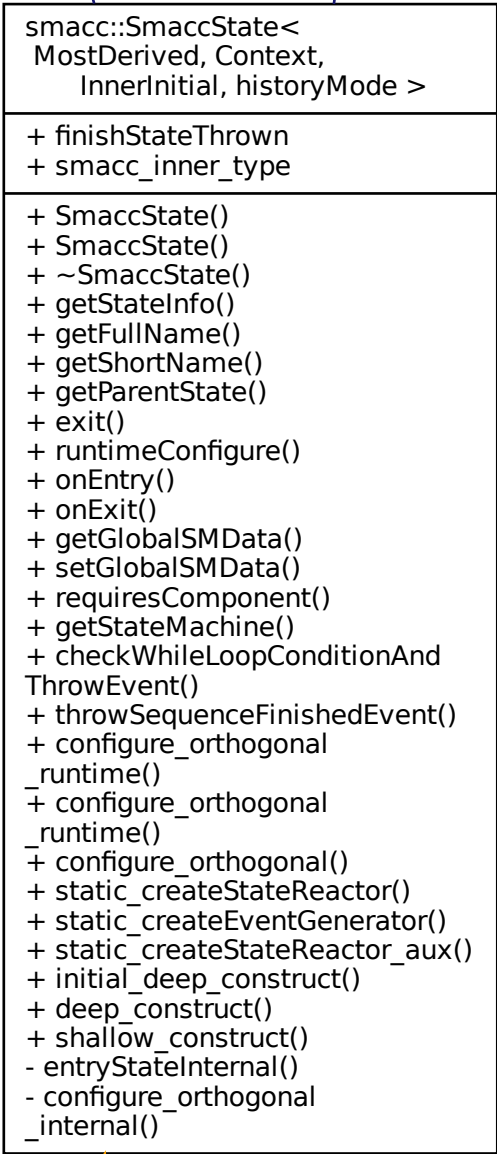 smacc::SmaccState<
MostDerived, Context,
InnerInitial, historyMode >
+ finishStateThrown
+ smacc_inner_type
+ SmaccState()
+ SmaccState()
+ ~SmaccState()
+ getStateInfo()
+ getFullName()
+ getShortName()
+ getParentState()
+ exit()
+ runtimeConfigure()
+ onEntry()
+ onExit()
+ getGlobalSMData()
+ setGlobalSMData()
+ requiresComponent()
+ getStateMachine()
+ checkWhileLoopConditionAnd
ThrowEvent()
+ throwSequenceFinishedEvent()
+ configure_orthogonal
_runtime()
+ configure_orthogonal
_runtime()
+ configure_orthogonal()
+ static_createStateReactor()
+ static_createEventGenerator()
+ static_createStateReactor_aux()
+ initial_deep_construct()
+ deep_construct()
+ shallow_construct()
- entryStateInternal()
- configure_orthogonal
_internal()